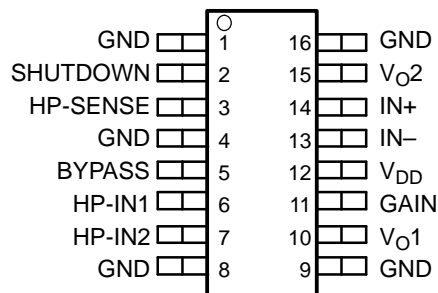 GND 1 16 GND
SHUTDOWN 2 15 VO2
HP-SENSE 3 14 IN+
GND 4 13 IN–
BYPASS 5 12 VDD
HP-IN1 6 11 GAIN
HP-IN2 7 10 VO1
GND 8 9 GND